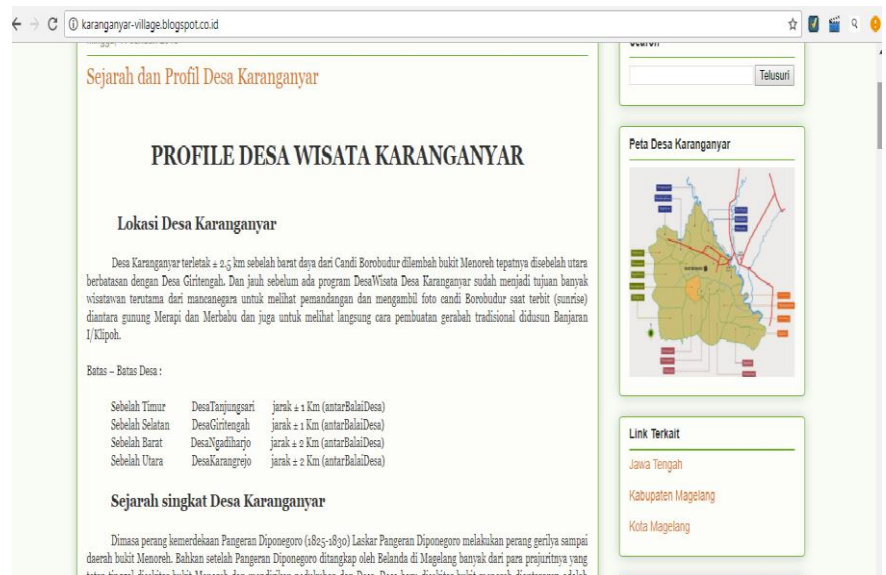 karanganyar-village.blogspot.co.id
Sejarah dan Profil Desa Karanganyar
PROFILE DESA WISATA KARANGANYAR
Lokasi Desa Karanganyar
Desa Karanganyar terletak ± 2,5 km sebelah barat daya dari Candi Borobudur dilembah bukit Menoreh tepatnya disebelah utara
berbatasan dengan Desa Giritengah. Dan jauh sebelum ada program DesaWisata Desa Karanganyar sudah menjadi tujuan banyak
wisatawan terutama dari mancanegara untuk melihat pemandangan dan mengambil foto candi Borobudur saat terbit (sunrise)
diantara gunung Merapi dan Merbabu dan juga untuk melihat langsung cara pembuatan gerabah tradisional didusun Banjaran
I/Klipoh.
Batas – Batas Desa :
Sebelah Timur DesaTanjungsari jarak ± 1 Km (antarBalaiDesa)
Sebelah Selatan DesaGiritengah jarak ± 1 Km (antarBalaiDesa)
Sebelah Barat DesaNgadiharjo jarak ± 2 Km (antarBalaiDesa)
Sebelah Utara DesaKarangrejo jarak ± 2 Km (antarBalaiDesa)
Sejarah singkat Desa Karanganyar
Dimasa perang kemerdekaan Pangeran Diponegoro (1825-1830) Laskar Pangeran Diponegoro melakukan perang gerilya sampai
daerah bukit Menoreh. Bahkan setelah Pangeran Diponegoro ditangkap oleh Belanda di Magelang banyak dari para prajuritnya yang
Search
Telusuri
Peta Desa Karanganyar
Link Terkait
Jawa Tengah
Kabupaten Magelang
Kota Magelang